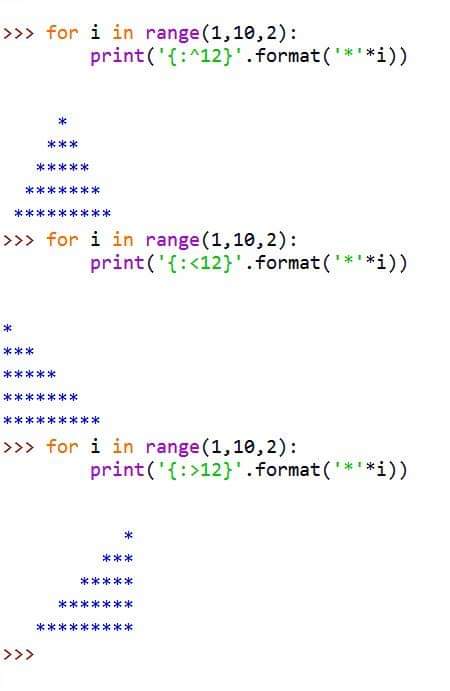 >>> for i in range(1,10,2):
        print('{:^12}'.format('*'*i))
     *
    ***
   *****
  *******
 *********
>>> for i in range(1,10,2):
        print('{:<12}'.format('*'*i))
*
***
*****
*******
*********
>>> for i in range(1,10,2):
        print('{:>12}'.format('*'*i))
           *
         ***
       *****
     *******
   *********
>>>